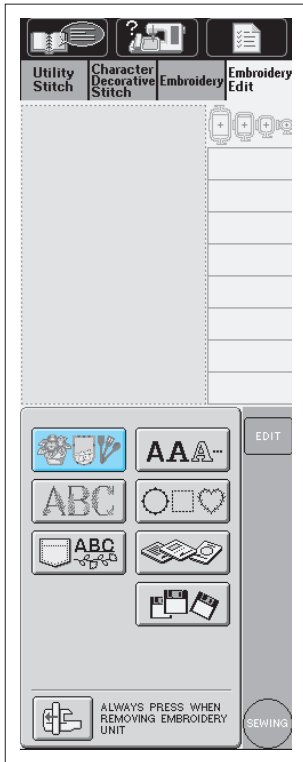 ?
Utility
Stitch
Character
Decorative
Stitch
Embroidery
Embroidery
Edit
EDIT
AAA
ABC
ABC
ALWAYS PRESS WHEN
REMOVING EMBROIDERY
UNIT
SEWING